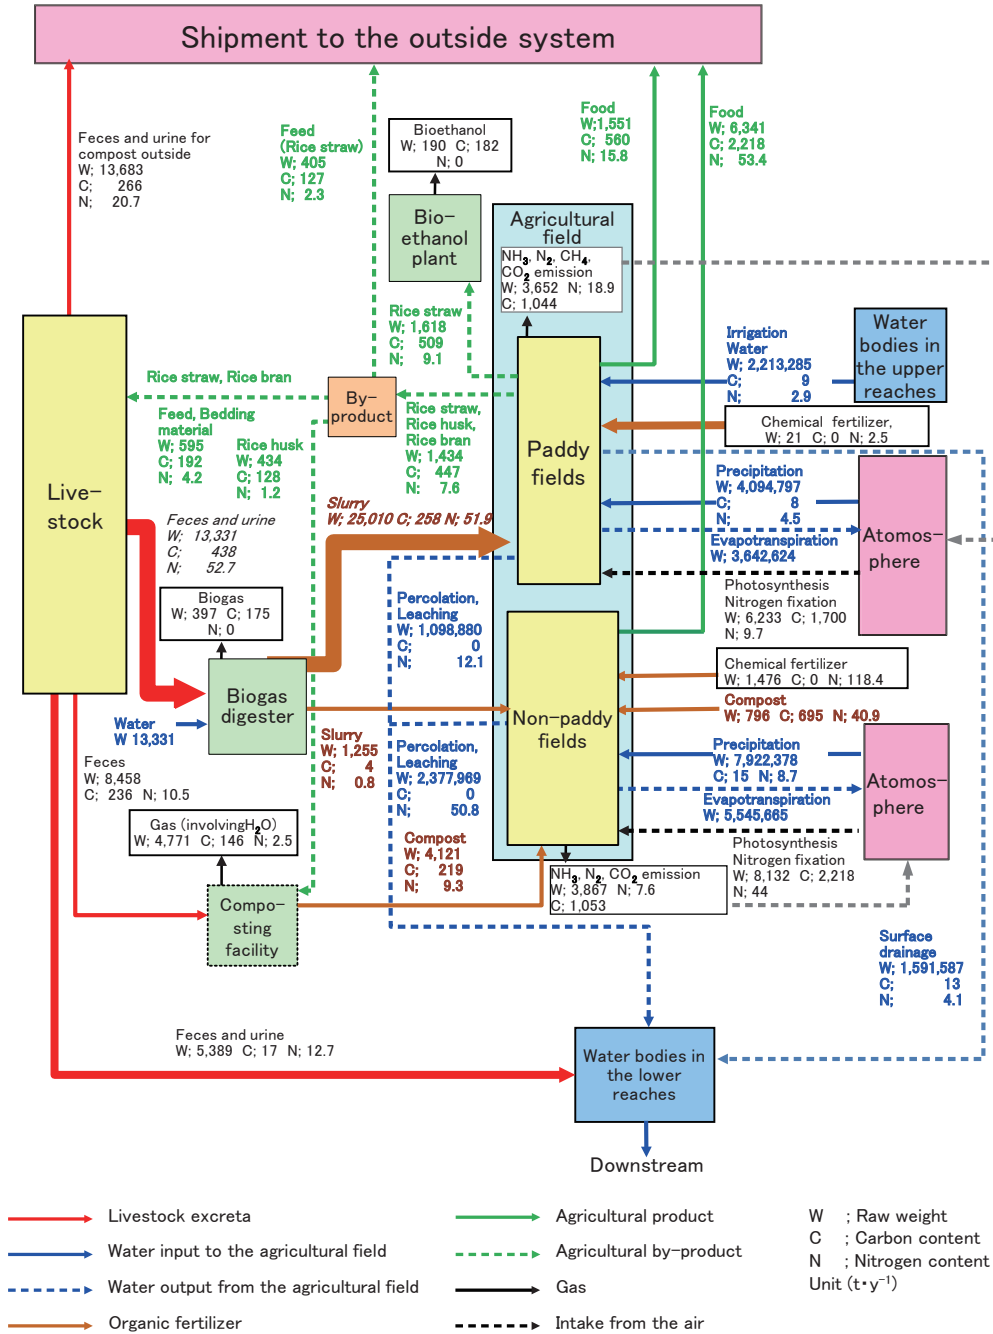 Shipment to the outside system
Feces and urine for
compost outside
W; 13,683
C; 266
N; 20.7
Feed
(Rice straw)
W; 405
C; 127
N; 2.3
Bioethanol
W; 190 C; 182
N; 0
Food
W;1,551
C; 560
N; 15.8
Food
W; 6,341
C; 2,218
N; 53.4
Bio-
ethanol
plant
Agricultural
field
NH3, N2, CH4,
CO2 emission
W; 3,652 N; 18.9
C; 1,044
Rice straw
W; 1,618
C; 509
N; 9.1
Irrigation
Water
W; 2,213,285
C; 9
N; 2.9
Water
bodies in
the upper
reaches
Rice straw, Rice bran
By-
product
Feed, Bedding
material
W; 595
C; 192
N; 4.2
Rice husk
W; 434
C; 128
N; 1.2
Rice straw,
Rice husk,
Rice bran
W; 1,434
C; 447
N; 7.6
Chemical fertilizer,
W; 21 C; 0 N; 2.5
Paddy
fields
Live-
stock
Precipitation
W; 4,094,797
C; 8
N; 4.5
Slurry
W; 25,010 C; 258 N; 51.9
Feces and urine
W; 13,331
C; 438
N; 52.7
Evapotranspiration
W; 3,642,624
Atomos-
phere
Photosynthesis
Nitrogen fixation
W; 6,233 C; 1,700
N; 9.7
Biogas
W; 397 C; 175
N; 0
Percolation,
Leaching
W; 1,098,880
C; 0
N; 12.1
Chemical fertilizer
W; 1,476 C; 0 N; 118.4
Biogas
digester
Non-paddy
fields
Compost
W; 796 C; 695 N; 40.9
Water
W 13,331
Slurry
W; 1,255
C; 4
N; 0.8
Percolation,
Leaching
W; 2,377,969
C; 0
N; 50.8
Precipitation
W; 7,922,378
C; 15 N; 8.7
Feces
W; 8,458
C; 236 N; 10.5
Evapotranspiration
W; 5,545,665
Atomos-
phere
Gas (involvingH2O)
W; 4,771 C; 146 N; 2.5
Compost
W; 4,121
C; 219
N; 9.3
Photosynthesis
Nitrogen fixation
W; 8,132 C; 2,218
N; 44
NH3, N2, CO2 emission
W; 3,867 N; 7.6
C; 1,053
Compo-
sting
facility
Surface
drainage
W; 1,591,587
C; 13
N; 4.1
Feces and urine
W; 5,389 C; 17 N; 12.7
Water bodies in
the lower
reaches
Downstream
Livestock excreta
Water input to the agricultural field
Water output from the agricultural field
Organic fertilizer
Agricultural product
Agricultural by-product
Gas
Intake from the air
W ; Raw weight
C ; Carbon content
N ; Nitrogen content
Unit (t・y⁻¹)